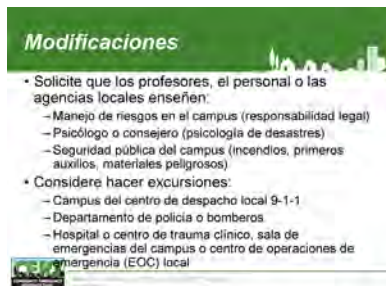 Modificaciones
• Solicite que los profesores, el personal o las
agencias locales enseñen:
–Manejo de riesgos en el campus (responsabilidad legal)
–Psicólogo o consejero (psicología de desastres)
–Seguridad pública del campus (incendios, primeros
auxilios, materiales peligrosos)
• Considere hacer excursiones:
–Campus del centro de despacho local 9-1-1
–Departamento de policía o bomberos
–Hospital o centro de trauma clínico, sala de
emergencias del campus o centro de operaciones de
emergencia (EOC) local